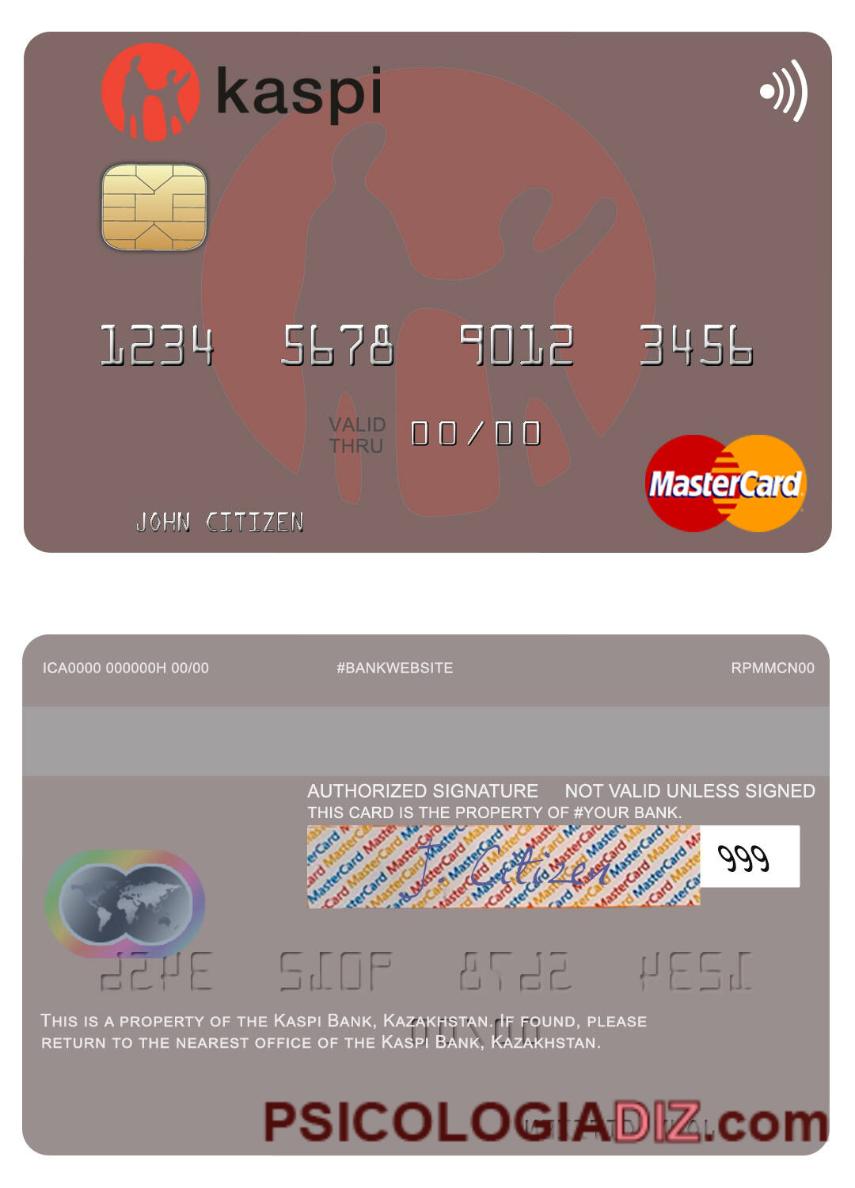 kaspi
1234 5678 9012 3456
VALID THRU 00/00
MasterCard
JOHN CITIZEN
ICA0000 000000H 00/00 #BANKWEBSITE RPMMCN00
AUTHORIZED SIGNATURE NOT VALID UNLESS SIGNED
THIS CARD IS THE PROPERTY OF #YOUR BANK.
J. Citizen 999
THIS IS A PROPERTY OF THE KASPI BANK, KAZAKHSTAN. IF FOUND, PLEASE
RETURN TO THE NEAREST OFFICE OF THE KASPI BANK, KAZAKHSTAN.
PSICOLOGIADIZ.com